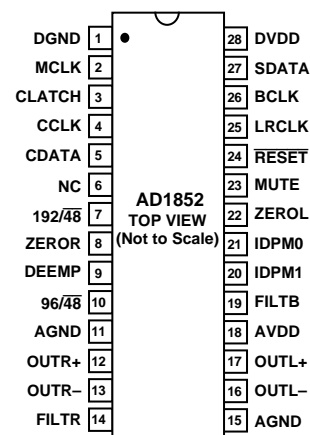 DGND 1 28 DVDD
MCLK 2 27 SDATA
CLATCH 3 26 BCLK
CCLK 4 25 LRCLK
CDATA 5 24 RESET
NC 6 23 MUTE
AD1852
192/48 7 22 ZEROL
TOP VIEW
ZEROR 8 (Not to Scale) 21 IDPM0
DEEMP 9 20 IDPM1
96/48 10 19 FILTB
AGND 11 18 AVDD
OUTR+ 12 17 OUTL+
OUTR– 13 16 OUTL–
FILTR 14 15 AGND